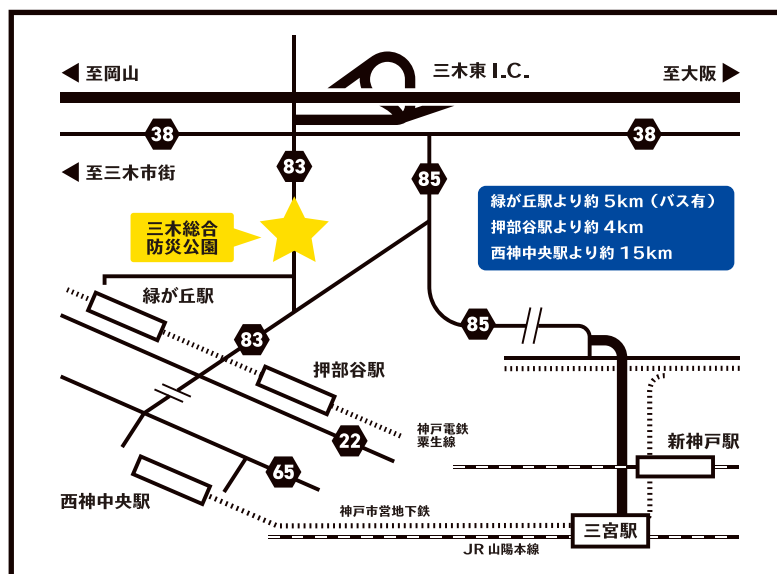 至岡山
三木東 I.C.
至大阪
38
83
38
至三木市街
85
三木総合
防災公園
緑が丘駅より約 5km（バス有）
押部谷駅より約 4km
西神中央駅より約 15km
緑が丘駅
83
85
押部谷駅
神戸電鉄
粟生線
22
新神戸駅
65
西神中央駅
神戸市営地下鉄
三宮駅
JR 山陽本線